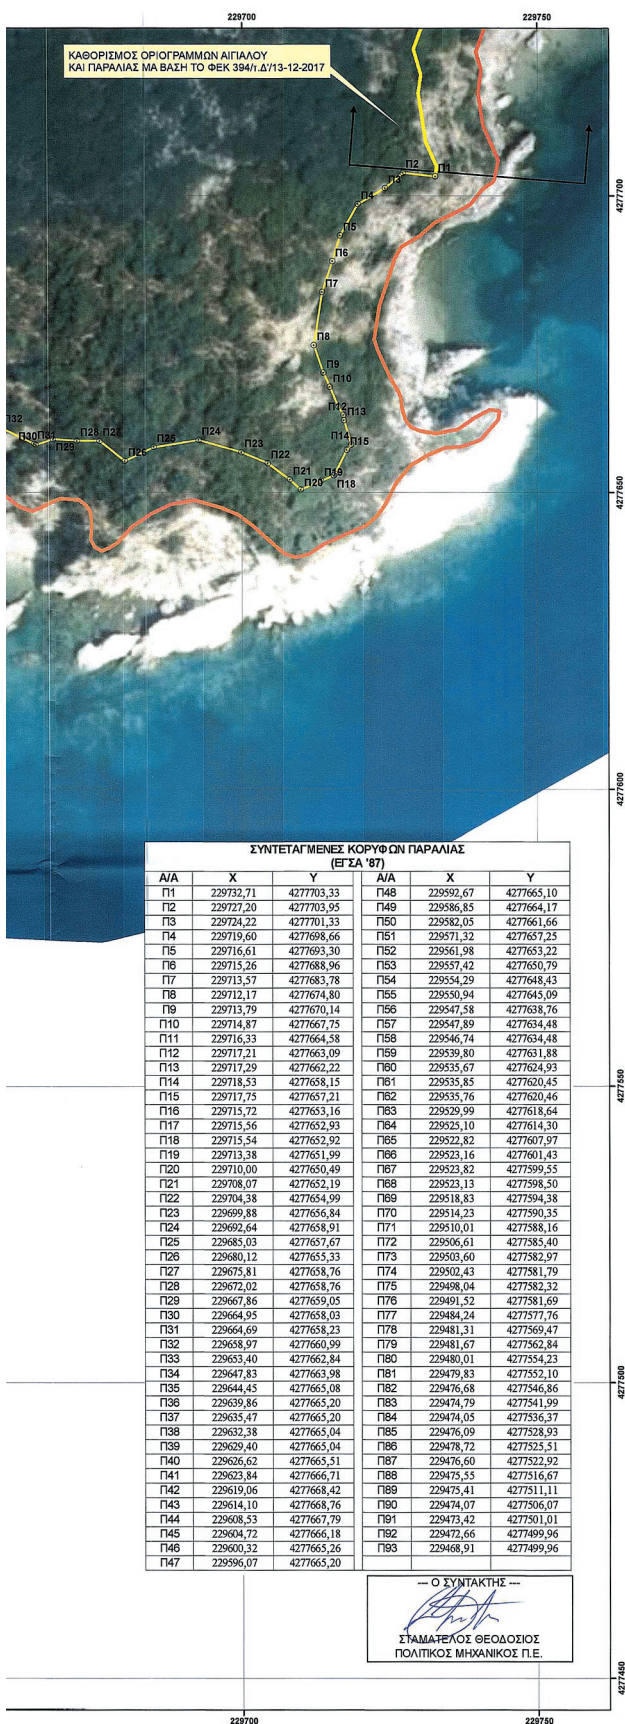 229700 229750
ΚΑΘΟΡΙΣΜΟΣ ΟΡΙΟΓΡΑΜΜΩΝ ΑΙΓΙΑΛΟΥ
ΚΑΙ ΠΑΡΑΛΙΑΣ ΜΑ ΒΑΣΗ ΤΟ ΦΕΚ 394/τ.Δ'/13-12-2017
Π2 Π1
Π3
4277700
Π4
Π5
Π6
Π7
Π8
Π9
Π10
Π12
Π13
Π32 Π14
Π30 Π31 Π28 Π27 Π24
Π29 Π25 Π15
Π26 Π23
Π22
Π21 Π19
Π20 Π18
4277650
4277600
ΣΥΝΤΕΤΑΓΜΕΝΕΣ ΚΟΡΥΦΩΝ ΠΑΡΑΛΙΑΣ
(ΕΓΣΑ '87)
Α/Α Χ Υ Α/Α Χ Υ
Π1 229732,71 4277703,33 Π48 229592,67 4277665,10
Π2 229727,20 4277703,95 Π49 229586,85 4277664,17
Π3 229724,22 4277701,33 Π50 229582,05 4277661,66
Π4 229719,60 4277698,66 Π51 229571,32 4277657,25
Π5 229716,61 4277693,30 Π52 229561,98 4277653,22
Π6 229715,26 4277688,96 Π53 229557,42 4277650,79
Π7 229713,57 4277683,78 Π54 229554,29 4277648,43
Π8 229712,17 4277674,80 Π55 229550,94 4277645,09
Π9 229713,79 4277670,14 Π56 229547,58 4277638,76
Π10 229714,87 4277667,75 Π57 229547,89 4277634,48
Π11 229716,33 4277664,58 Π58 229546,74 4277634,48
Π12 229717,21 4277663,09 Π59 229539,80 4277631,88
Π13 229717,29 4277662,22 Π60 229535,67 4277624,93
Π14 229718,53 4277658,15 Π61 229535,85 4277620,45
Π15 229717,75 4277657,21 Π62 229535,76 4277620,46
Π16 229715,72 4277653,16 Π63 229529,99 4277618,64
Π17 229715,56 4277652,93 Π64 229525,10 4277614,30
Π18 229715,54 4277652,92 Π65 229522,82 4277607,97
Π19 229713,38 4277651,99 Π66 229523,16 4277601,43
Π20 229710,00 4277650,49 Π67 229523,82 4277599,55
Π21 229708,07 4277652,19 Π68 229523,13 4277598,50
Π22 229704,38 4277654,99 Π69 229518,83 4277594,38
Π23 229699,88 4277656,84 Π70 229514,23 4277590,35
Π24 229692,64 4277658,91 Π71 229510,01 4277588,16
Π25 229685,03 4277657,67 Π72 229506,61 4277585,40
Π26 229680,12 4277655,33 Π73 229503,60 4277582,97
Π27 229675,81 4277658,76 Π74 229502,43 4277581,79
Π28 229672,02 4277658,76 Π75 229498,04 4277582,32
Π29 229667,86 4277659,05 Π76 229491,52 4277581,69
Π30 229664,95 4277658,03 Π77 229484,24 4277577,76
Π31 229664,69 4277658,23 Π78 229481,31 4277569,47
Π32 229658,97 4277660,99 Π79 229481,67 4277562,84
Π33 229653,40 4277662,84 Π80 229480,01 4277554,23
Π34 229647,83 4277663,98 Π81 229479,83 4277552,10
Π35 229644,45 4277665,08 Π82 229476,68 4277546,86
Π36 229639,86 4277665,20 Π83 229474,79 4277541,99
Π37 229635,47 4277665,20 Π84 229474,05 4277536,37
Π38 229632,38 4277665,04 Π85 229476,09 4277528,93
Π39 229629,40 4277665,04 Π86 229478,72 4277525,51
Π40 229626,62 4277665,51 Π87 229476,60 4277522,92
Π41 229623,84 4277666,71 Π88 229475,55 4277516,67
Π42 229619,06 4277668,42 Π89 229475,41 4277511,11
Π43 229614,10 4277668,76 Π90 229474,07 4277506,07
Π44 229608,53 4277667,79 Π91 229473,42 4277501,01
Π45 229604,72 4277666,18 Π92 229472,66 4277499,96
Π46 229600,32 4277665,26 Π93 229468,91 4277499,96
Π47 229596,07 4277665,20
4277550
4277500
--- Ο ΣΥΝΤΑΚΤΗΣ ---
ΣΤΑΜΑΤΕΛΟΣ ΘΕΟΔΟΣΙΟΣ
ΠΟΛΙΤΙΚΟΣ ΜΗΧΑΝΙΚΟΣ Π.Ε.
4277450
229700 229750